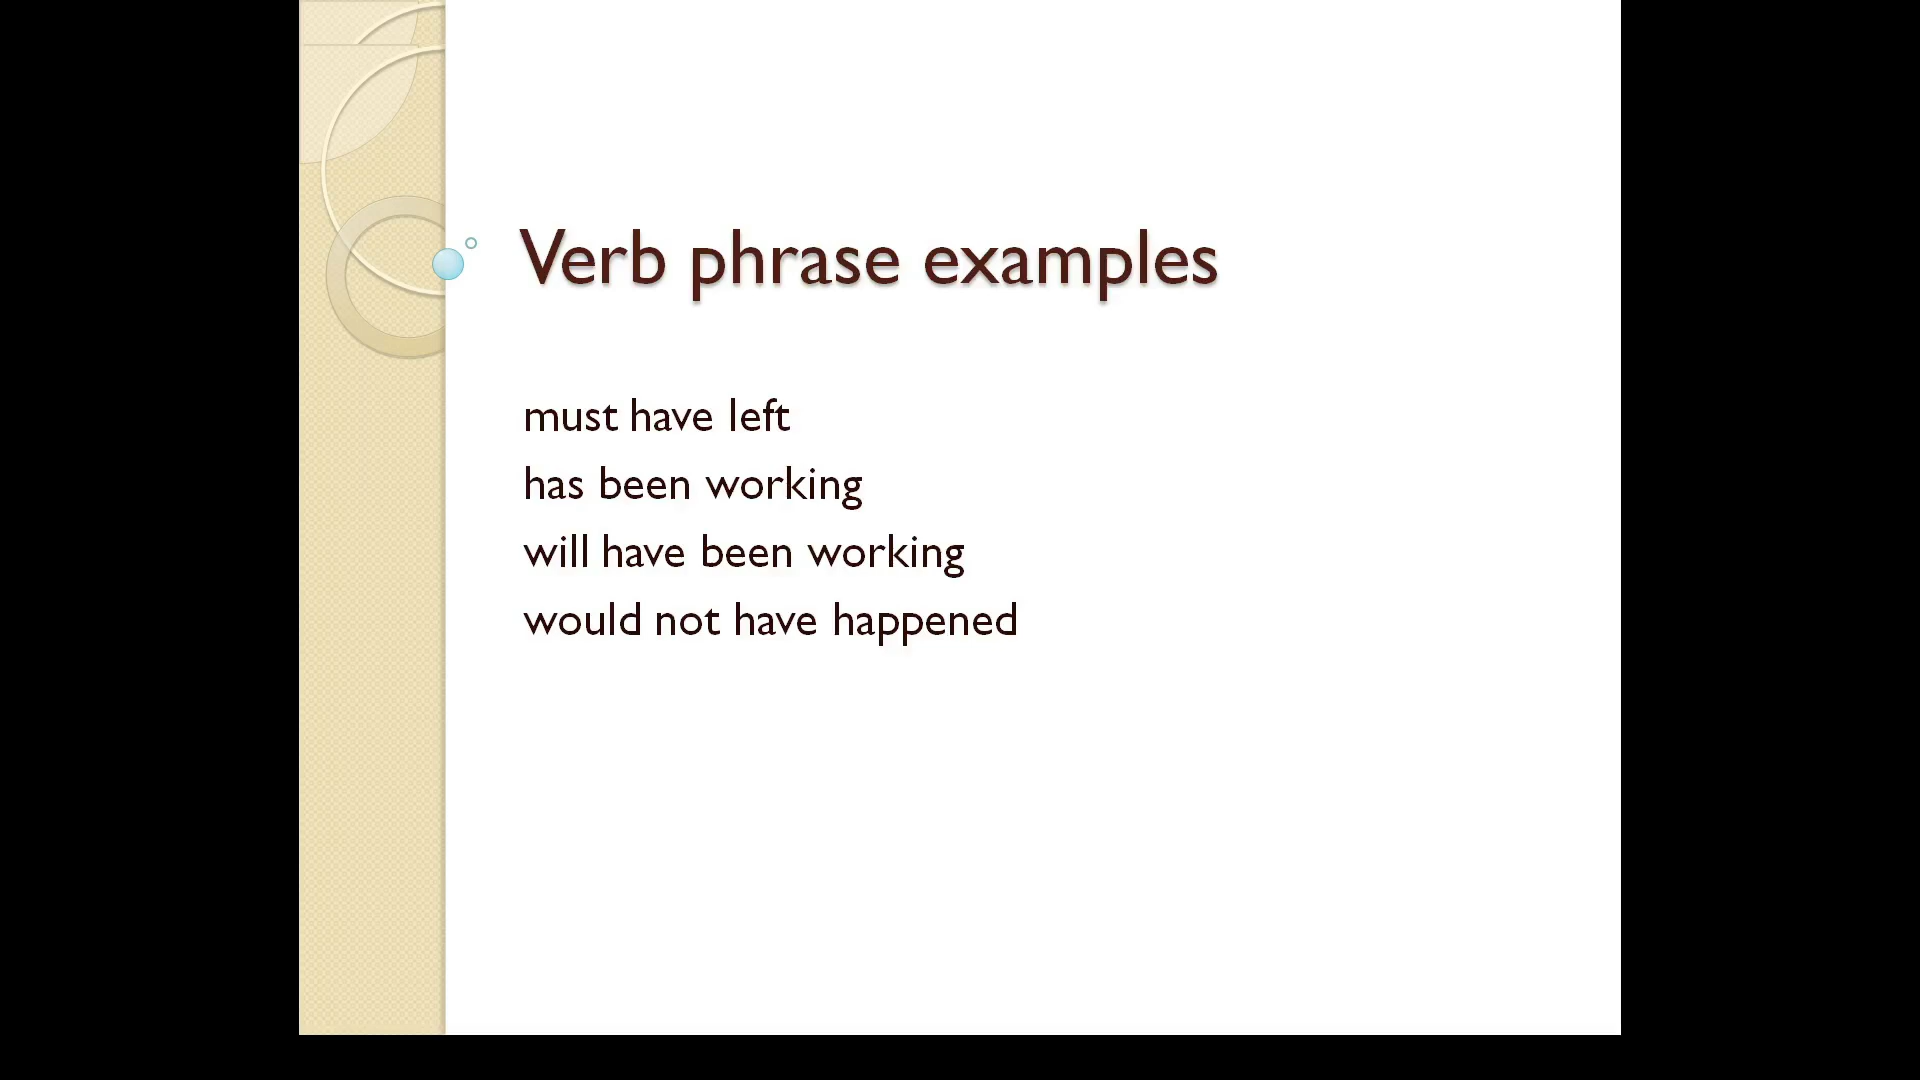 Verb phrase examples
must have left
has been working
will have been working
would not have happened